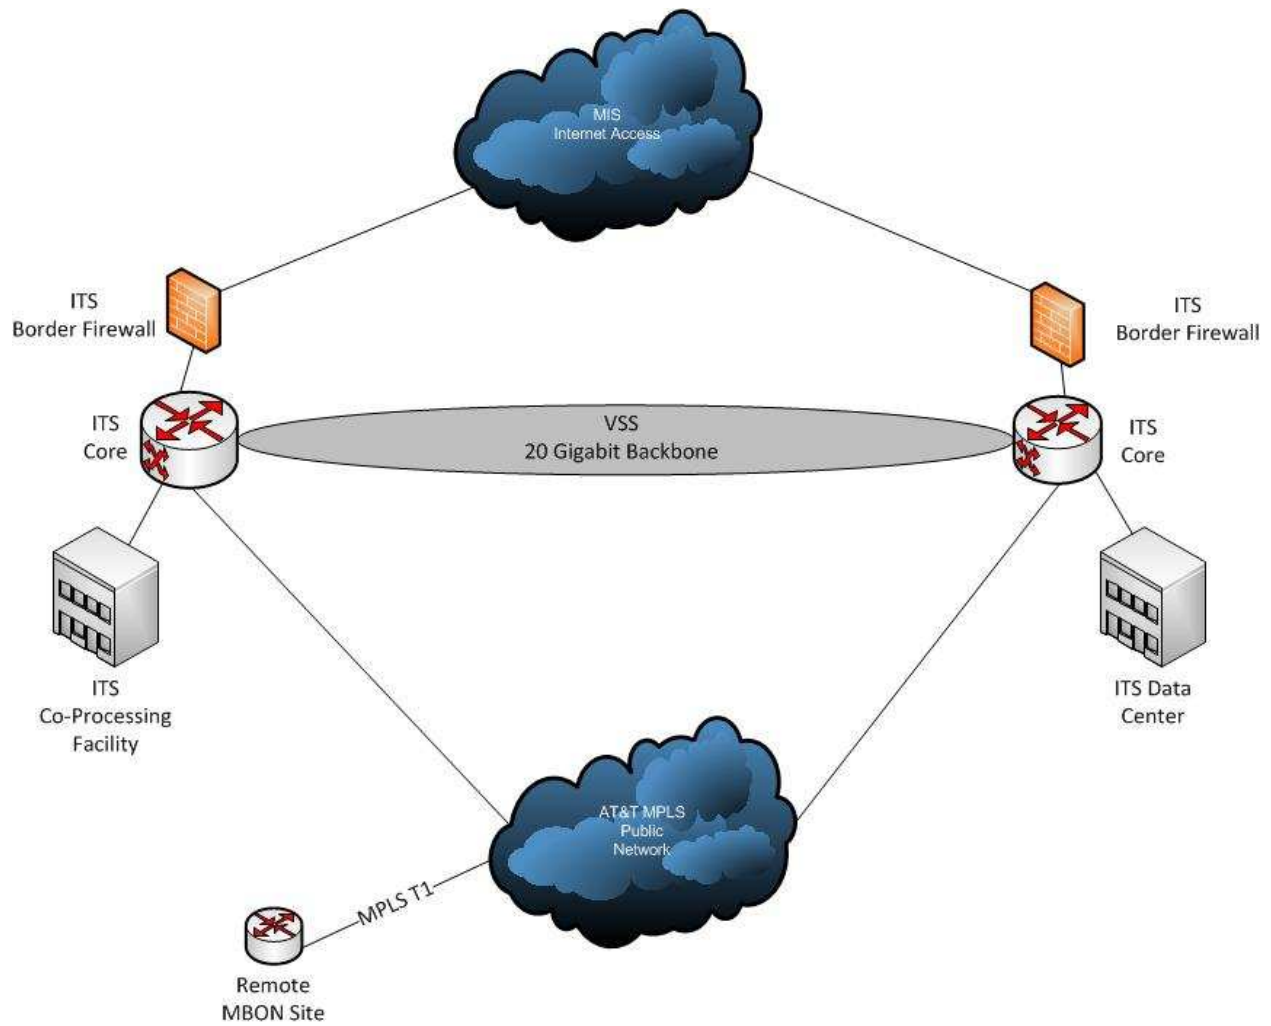 MIS
Internet Access
ITS
Border Firewall
ITS
Border Firewall
ITS
Core
VSS
20 Gigabit Backbone
ITS
Core
ITS
Co-Processing
Facility
ITS Data
Center
AT&T MPLS
Public
Network
MPLS T1
Remote
MBON Site